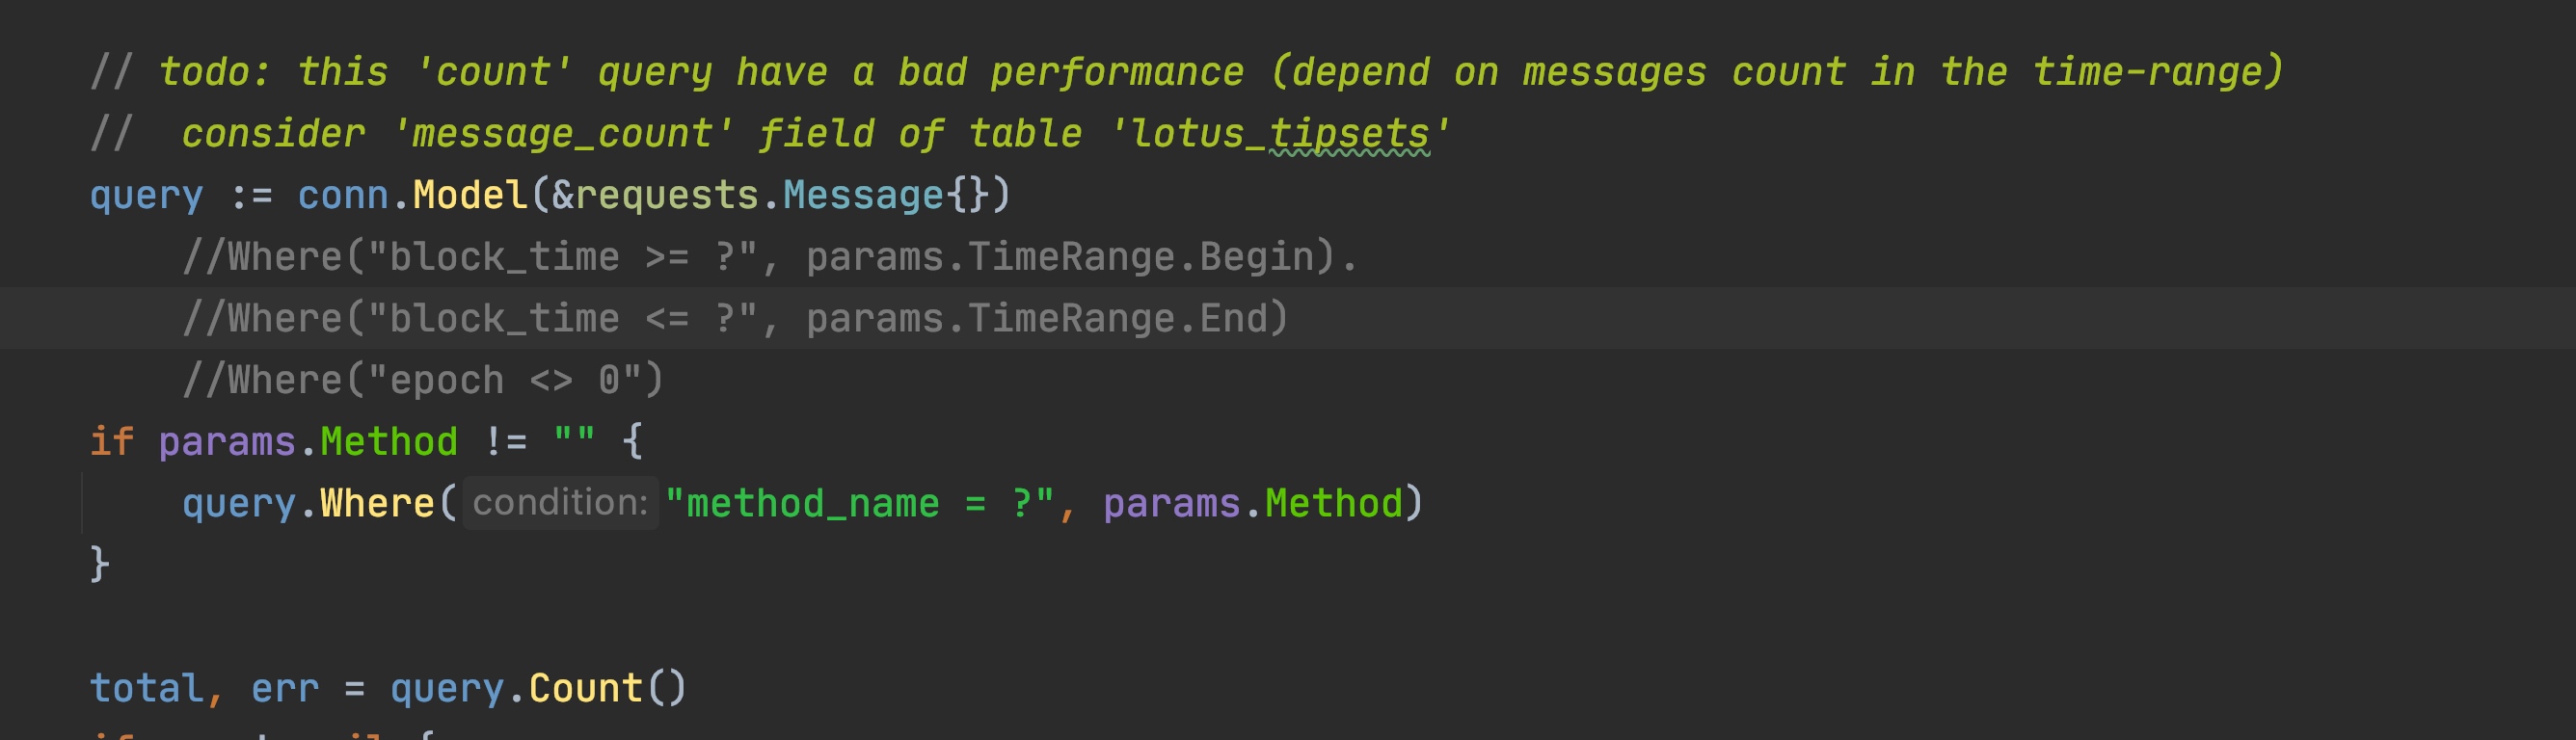 // todo: this 'count' query have a bad performance (depend on messages count in the time-range)
//  consider 'message_count' field of table 'lotus_tipsets'
query := conn.Model(&requests.Message{})
    //Where("block_time >= ?", params.TimeRange.Begin).
    //Where("block_time <= ?", params.TimeRange.End)
    //Where("epoch <> 0")
if params.Method != "" {
    query.Where( condition: "method_name = ?", params.Method)
}
total, err = query.Count()